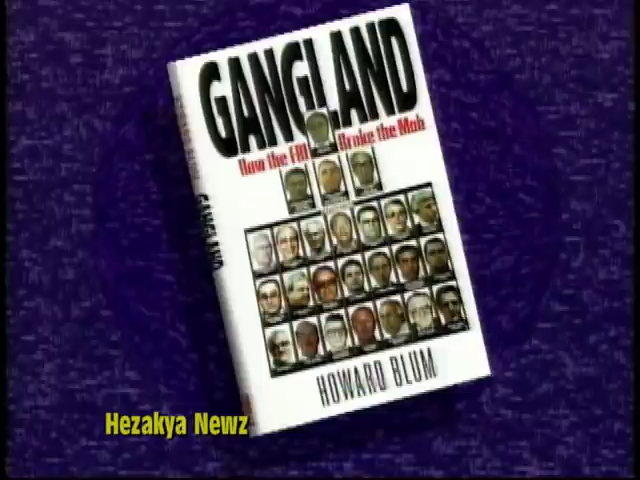 GANGLAND
How the FBI Broke the Mob
GANGLAND
HOWARD BLUM
Hezakya Newz